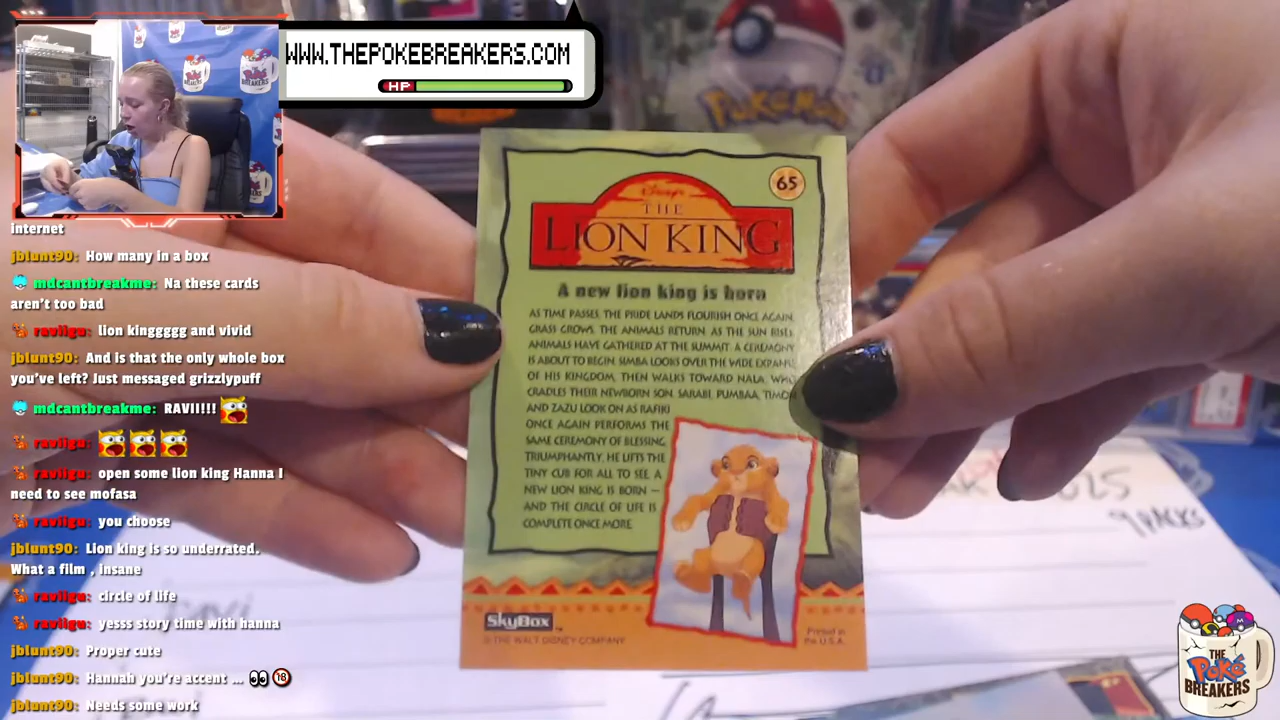 WWW.THEPOKEBREAKERS.COM
HP
internet
jblunt90: How many in a box
mdcantbreakme: Na these cards
aren't too bad
raviigu: lion kinggggg and vivid
jblunt90: And is that the only whole box
you've left? Just messaged grizzlypuff
mdcantbreakme: RAVII!!!
raviigu:
raviigu: open some lion king Hanna I
need to see mofasa
raviigu: you choose
jblunt90: Lion king is so underrated.
What a film , insane
raviigu: circle of life
raviigu: yesss story time with hanna
jblunt90: Proper cute
jblunt90: Hannah you're accent ...
jblunt90: Needs some work
POKéMON
65
Disney's
THE
LION KING
A new lion king is born
AS TIME PASSES, THE PRIDE LANDS FLOURISH ONCE AGAIN.
GRASS GROWS. THE ANIMALS RETURN. AS THE SUN RISES
ANIMALS HAVE GATHERED AT THE SUMMIT. A CEREMONY
IS ABOUT TO BEGIN. SIMBA LOOKS OVER THE WIDE EXPANSE
OF HIS KINGDOM, THEN WALKS TOWARD NALA, WHO
CRADLES THEIR NEWBORN SON. SARABI, PUMBAA, TIMON
AND ZAZU LOOK ON AS RAFIKI
ONCE AGAIN PERFORMS THE
SAME CEREMONY OF BLESSING.
TRIUMPHANTLY, HE LIFTS THE
TINY CUB FOR ALL TO SEE. A
NEW LION KING IS BORN —
AND THE CIRCLE OF LIFE IS
COMPLETE ONCE MORE.
SkyBox™
© THE WALT DISNEY COMPANY
Printed in
the U.S.A.
9 PACKS
THE
Poké
BREAKERS